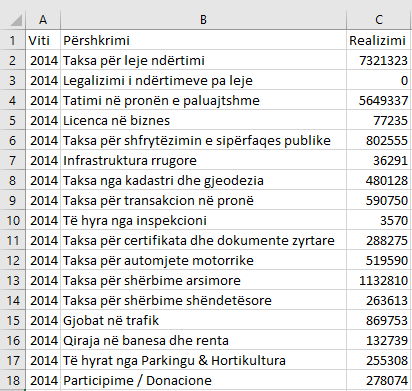 A B C
1 Viti Përshkrimi Realizimi
2 2014 Taksa për leje ndërtimi 7321323
3 2014 Legalizimi i ndërtimeve pa leje 0
4 2014 Tatimi në pronën e paluajtshme 5649337
5 2014 Licenca në biznes 77235
6 2014 Taksa për shfrytëzimin e sipërfaqes publike 802555
7 2014 Infrastruktura rrugore 36291
8 2014 Taksa nga kadastri dhe gjeodezia 480128
9 2014 Taksa për transakcion në pronë 590750
10 2014 Të hyra nga inspekcioni 3570
11 2014 Taksa për certifikata dhe dokumente zyrtare 288275
12 2014 Taksa për automjete motorrike 519590
13 2014 Taksa për shërbime arsimore 1132810
14 2014 Taksa për shërbime shëndetësore 263613
15 2014 Gjobat në trafik 869753
16 2014 Qiraja në banesa dhe renta 132739
17 2014 Të hyrat nga Parkingu & Hortikultura 255308
18 2014 Participime / Donacione 278074